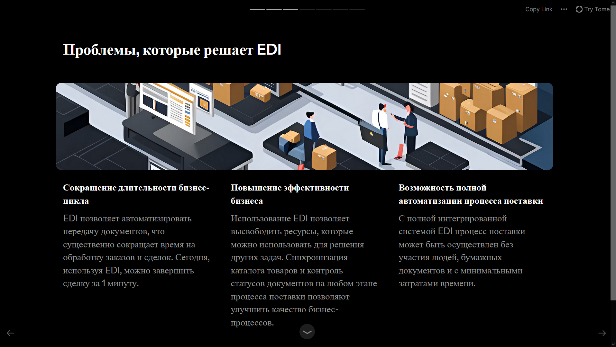 Copy Link ··· Try Tome
Проблемы, которые решает EDI
Сокращение длительности бизнес-
цикла
EDI позволяет автоматизировать
передачу документов, что
существенно сокращает время на
обработку заказов и сделок. Сегодня,
используя EDI, можно завершить
сделку за 1 минуту.
Повышение эффективности
бизнеса
Использование EDI позволяет
высвободить ресурсы, которые
можно использовать для решения
других задач. Синхронизация
каталога товаров и контроль
статусов документов на любом этапе
процесса поставки позволяют
улучшить качество бизнес-
процессов.
Возможность полной
автоматизации процесса поставки
С полной интегрированной
системой EDI процесс поставки
может быть осуществлен без
участия людей, бумажных
документов и с минимальными
затратами времени.